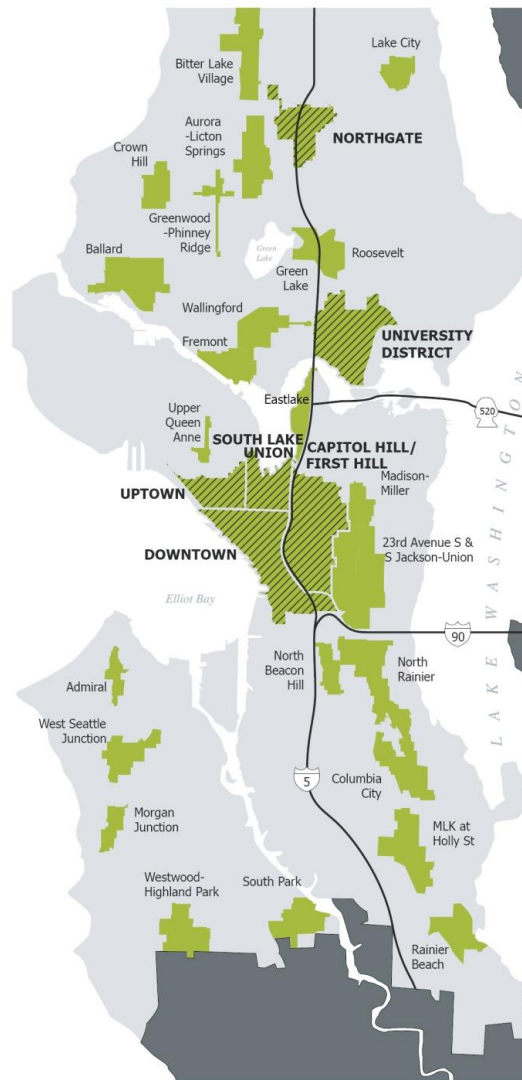 Bitter Lake
Village
Lake City
Aurora
-Licton
Springs
NORTHGATE
Crown
Hill
Greenwood
-Phinney
Ridge
Green
Lake
Ballard
Roosevelt
Green
Lake
Wallingford
Fremont
UNIVERSITY
DISTRICT
Eastlake
520
Upper
Queen
Anne
SOUTH LAKE
UNION
CAPITOL HILL/
FIRST HILL
Madison-
Miller
UPTOWN
23rd Avenue S &
S Jackson-Union
DOWNTOWN
Elliot Bay
LAKE WASHINGTON
90
North
Beacon
Hill
North
Rainier
Admiral
West Seattle
Junction
5
Columbia
City
Morgan
Junction
MLK at
Holly St
Westwood-
Highland Park
South Park
Rainier
Beach